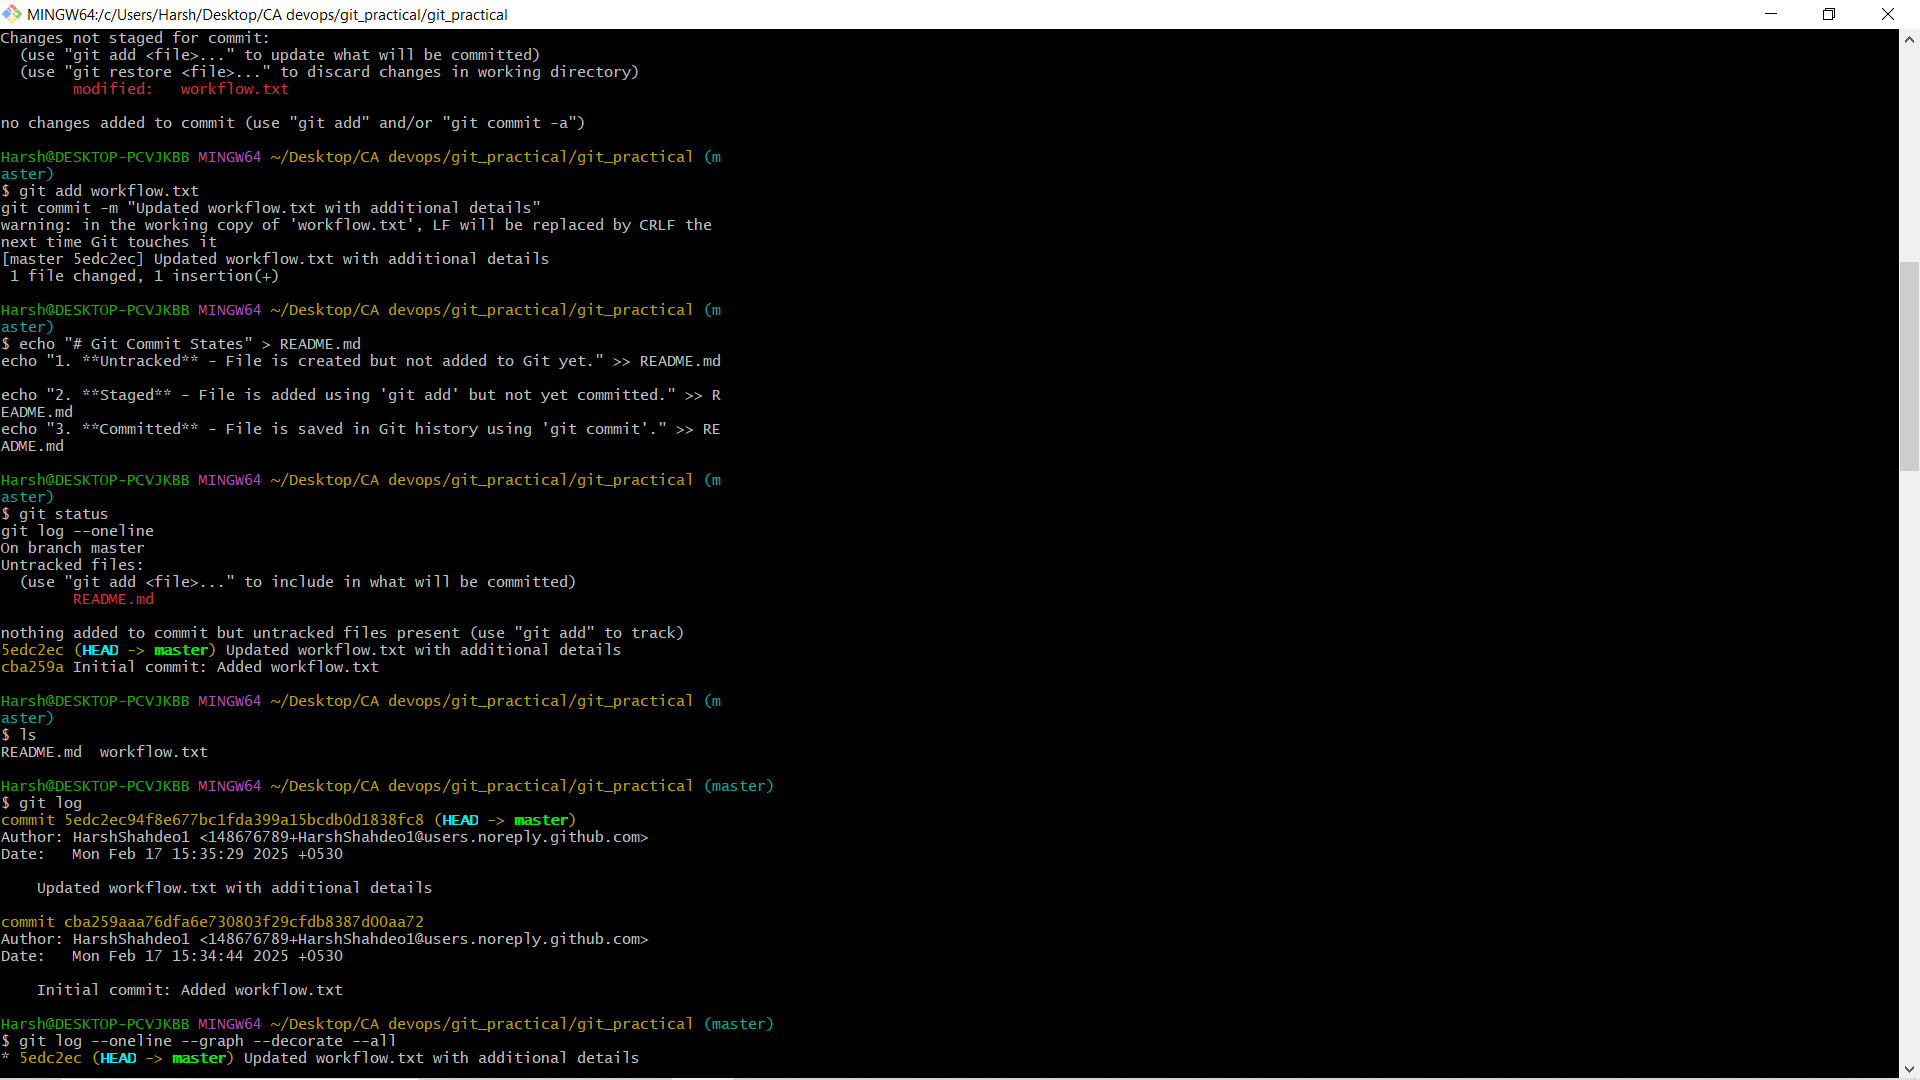 MINGW64:/c/Users/Harsh/Desktop/CA devops/git_practical/git_practical
Changes not staged for commit:
  (use "git add <file>..." to update what will be committed)
  (use "git restore <file>..." to discard changes in working directory)
        modified:   workflow.txt

no changes added to commit (use "git add" and/or "git commit -a")

Harsh@DESKTOP-PCVJKBB MINGW64 ~/Desktop/CA devops/git_practical/git_practical (m
aster)
$ git add workflow.txt
git commit -m "Updated workflow.txt with additional details"
warning: in the working copy of 'workflow.txt', LF will be replaced by CRLF the
next time Git touches it
[master 5edc2ec] Updated workflow.txt with additional details
 1 file changed, 1 insertion(+)

Harsh@DESKTOP-PCVJKBB MINGW64 ~/Desktop/CA devops/git_practical/git_practical (m
aster)
$ echo "# Git Commit States" > README.md
echo "1. **Untracked** - File is created but not added to Git yet." >> README.md

echo "2. **Staged** - File is added using 'git add' but not yet committed." >> R
EADME.md
echo "3. **Committed** - File is saved in Git history using 'git commit'." >> RE
ADME.md

Harsh@DESKTOP-PCVJKBB MINGW64 ~/Desktop/CA devops/git_practical/git_practical (m
aster)
$ git status
git log --oneline
On branch master
Untracked files:
  (use "git add <file>..." to include in what will be committed)
        README.md

nothing added to commit but untracked files present (use "git add" to track)
5edc2ec (HEAD -> master) Updated workflow.txt with additional details
cba259a Initial commit: Added workflow.txt

Harsh@DESKTOP-PCVJKBB MINGW64 ~/Desktop/CA devops/git_practical/git_practical (m
aster)
$ ls
README.md  workflow.txt

Harsh@DESKTOP-PCVJKBB MINGW64 ~/Desktop/CA devops/git_practical/git_practical (master)
$ git log
commit 5edc2ec94f8e677bc1fda399a15bcdb0d1838fc8 (HEAD -> master)
Author: HarshShahdeo1 <148676789+HarshShahdeo1@users.noreply.github.com>
Date:   Mon Feb 17 15:35:29 2025 +0530

    Updated workflow.txt with additional details

commit cba259aaa76dfa6e730803f29cfdb8387d00aa72
Author: HarshShahdeo1 <148676789+HarshShahdeo1@users.noreply.github.com>
Date:   Mon Feb 17 15:34:44 2025 +0530

    Initial commit: Added workflow.txt

Harsh@DESKTOP-PCVJKBB MINGW64 ~/Desktop/CA devops/git_practical/git_practical (master)
$ git log --oneline --graph --decorate --all
* 5edc2ec (HEAD -> master) Updated workflow.txt with additional details